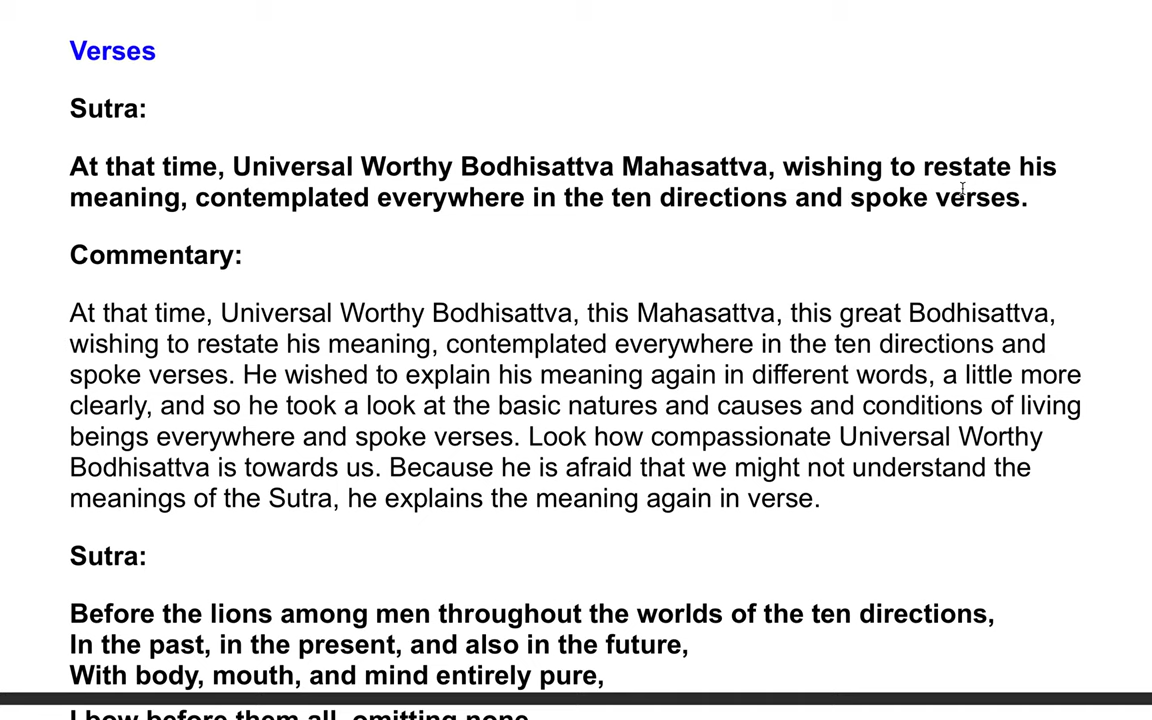 Verses
Sutra:
At that time, Universal Worthy Bodhisattva Mahasattva, wishing to restate his
meaning, contemplated everywhere in the ten directions and spoke verses.
Commentary:
At that time, Universal Worthy Bodhisattva, this Mahasattva, this great Bodhisattva,
wishing to restate his meaning, contemplated everywhere in the ten directions and
spoke verses. He wished to explain his meaning again in different words, a little more
clearly, and so he took a look at the basic natures and causes and conditions of living
beings everywhere and spoke verses. Look how compassionate Universal Worthy
Bodhisattva is towards us. Because he is afraid that we might not understand the
meanings of the Sutra, he explains the meaning again in verse.
Sutra:
Before the lions among men throughout the worlds of the ten directions,
In the past, in the present, and also in the future,
With body, mouth, and mind entirely pure,
I bow before them all, omitting none.